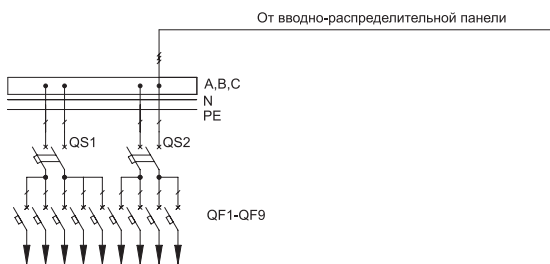 От вводно-распределительной панели
A,B,C
N
PE
QS1
QS2
QF1-QF9